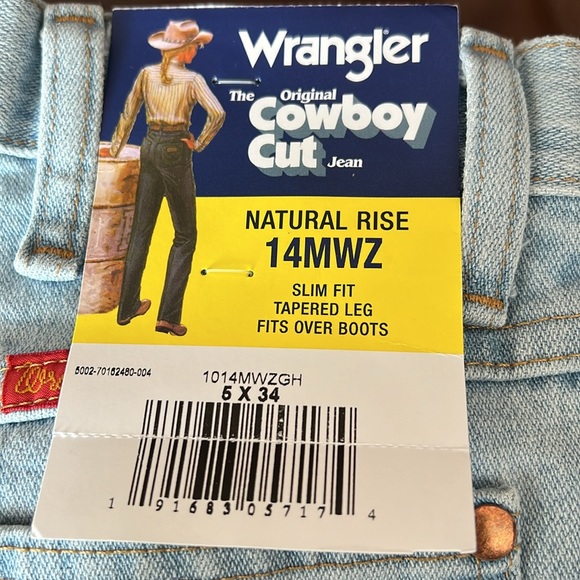 Wrangler
The Original
Cowboy
Cut Jean
NATURAL RISE
14MWZ
SLIM FIT
TAPERED LEG
FITS OVER BOOTS
5002-70162480-004
1014MWZGH
5 X 34
1 91683 05717 4